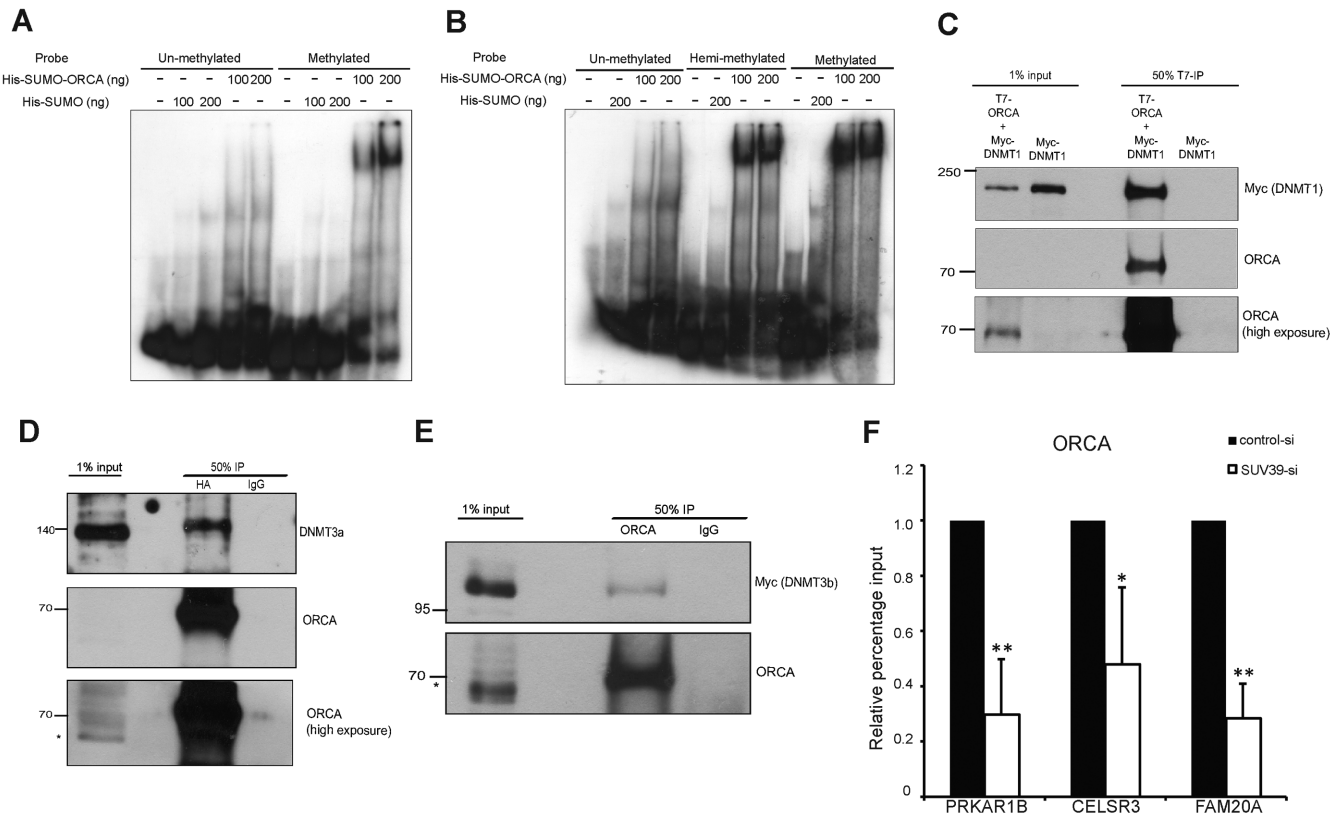 A
Probe Un-methylated Methylated
His-SUMO-ORCA (ng) - - - 100 200 - - - 100 200
His-SUMO (ng) - 100 200 - - - 100 200 - -
B
Probe Un-methylated Hemi-methylated Methylated
His-SUMO-ORCA (ng) - - 100 200 - - 100 200 - - 100 200
His-SUMO (ng) - 200 - - - 200 - - - 200 - -
C
1% input 50% T7-IP
T7- T7-
ORCA ORCA
+ +
Myc- Myc- Myc- Myc-
DNMT1 DNMT1 DNMT1 DNMT1
250
Myc (DNMT1)
ORCA
70
70
ORCA
(high exposure)
D
1% input 50% IP
HA IgG
140
DNMT3a
70
ORCA
70
ORCA
(high exposure)
*
E
1% input 50% IP
ORCA IgG
Myc (DNMT3b)
95
70
ORCA
*
F
ORCA
control-si
SUV39-si
Relative percentage input
1.2
1.0
0.8
0.6
0.4
0.2
0
**
*
**
PRKAR1B CELSR3 FAM20A